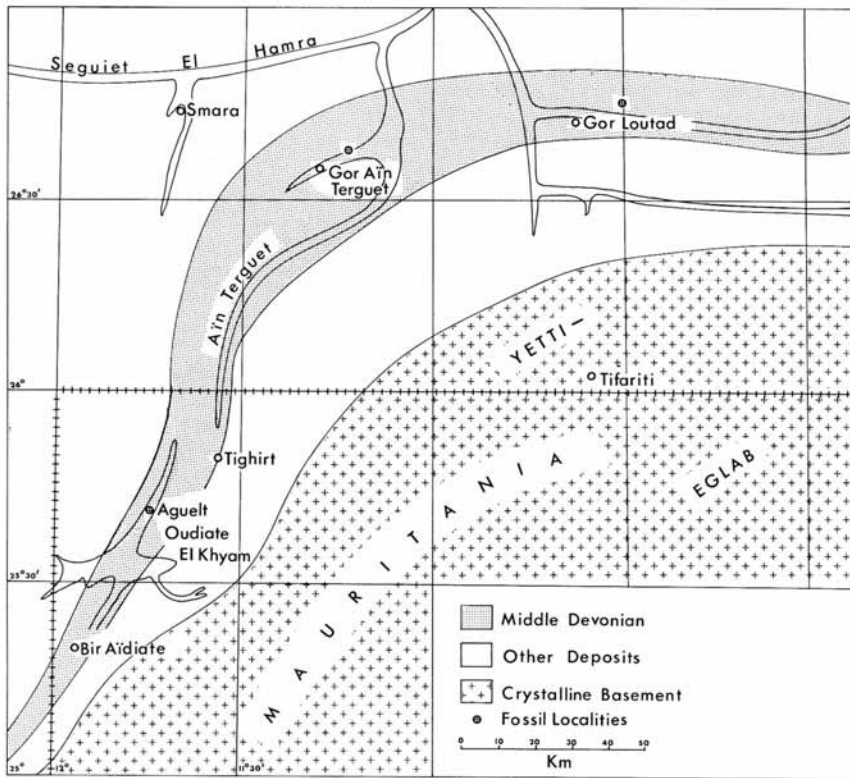 Seguiet El Hamra
Smara
Gor Loutad
Gor Aïn
Terguet
26°30'
Aïn Terguet
YETTI—
Tifariti
26°
EGLAB
Tighirt
MAURITANIA
Aguelt
Oudiate
El Khyam
25°30'
Bir Aïdiate
Middle Devonian
Other Deposits
Crystalline Basement
Fossil Localities
0 10 20 30 40 50
Km
25° 12° 11°30'